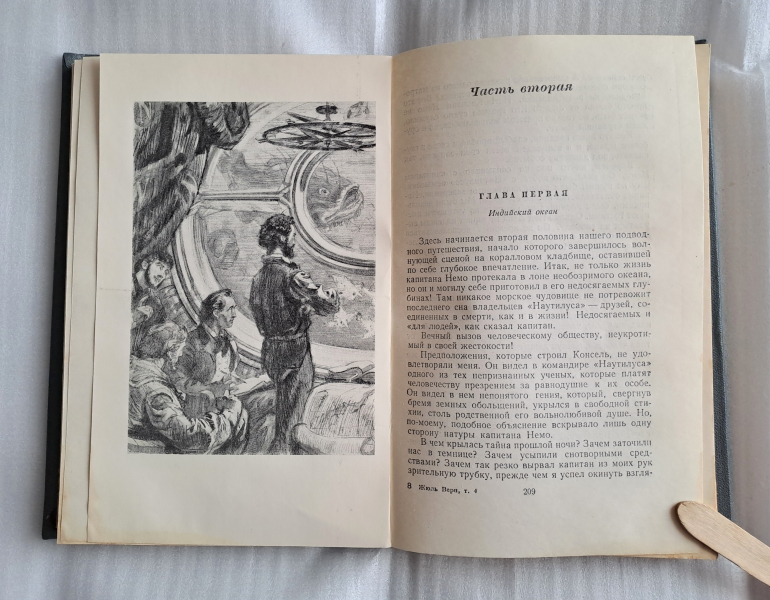 Часть вторая
ГЛАВА ПЕРВАЯ
Индийский океан
Здесь начинается вторая половина нашего подвод-
ного путешествия, начало которого завершилось вол-
нующей сценой на коралловом кладбище, оставившей
по себе глубокое впечатление. Итак, не только жизнь
капитана Немо протекала в лоне необозримого океана,
но он и могилу себе приготовил в его недосягаемых глу-
бинах! Там никакое морское чудовище не потревожит
последнего сна владельцев «Наутилуса» — друзей, со-
единенных в смерти, как и в жизни! Недосягаемых и
«для людей», как сказал капитан.
Вечный вызов человеческому обществу, неукроти-
мый в своей жестокости!
Предположения, которые строил Консель, не удо-
влетворяли меня. Он видел в командире «Наутилуса»
одного из тех непризнанных ученых, которые платят
человечеству презрением за равнодушие к их особе.
Он видел в нем непонятого гения, который, свергнув
бремя земных обольщений, укрылся в свободной сти-
хии, столь родственной его вольнолюбивой душе. Но,
по-моему, подобное объяснение вскрывало лишь одну
сторону натуры капитана Немо.
В чем крылась тайна прошлой ночи? Зачем заточили
нас в темнице? Зачем усыпили снотворными сред-
ствами? Зачем так резко вырвал капитан из моих рук
зрительную трубку, прежде чем я успел окинуть взгля-
8 Жюль Верн, т. 4 209